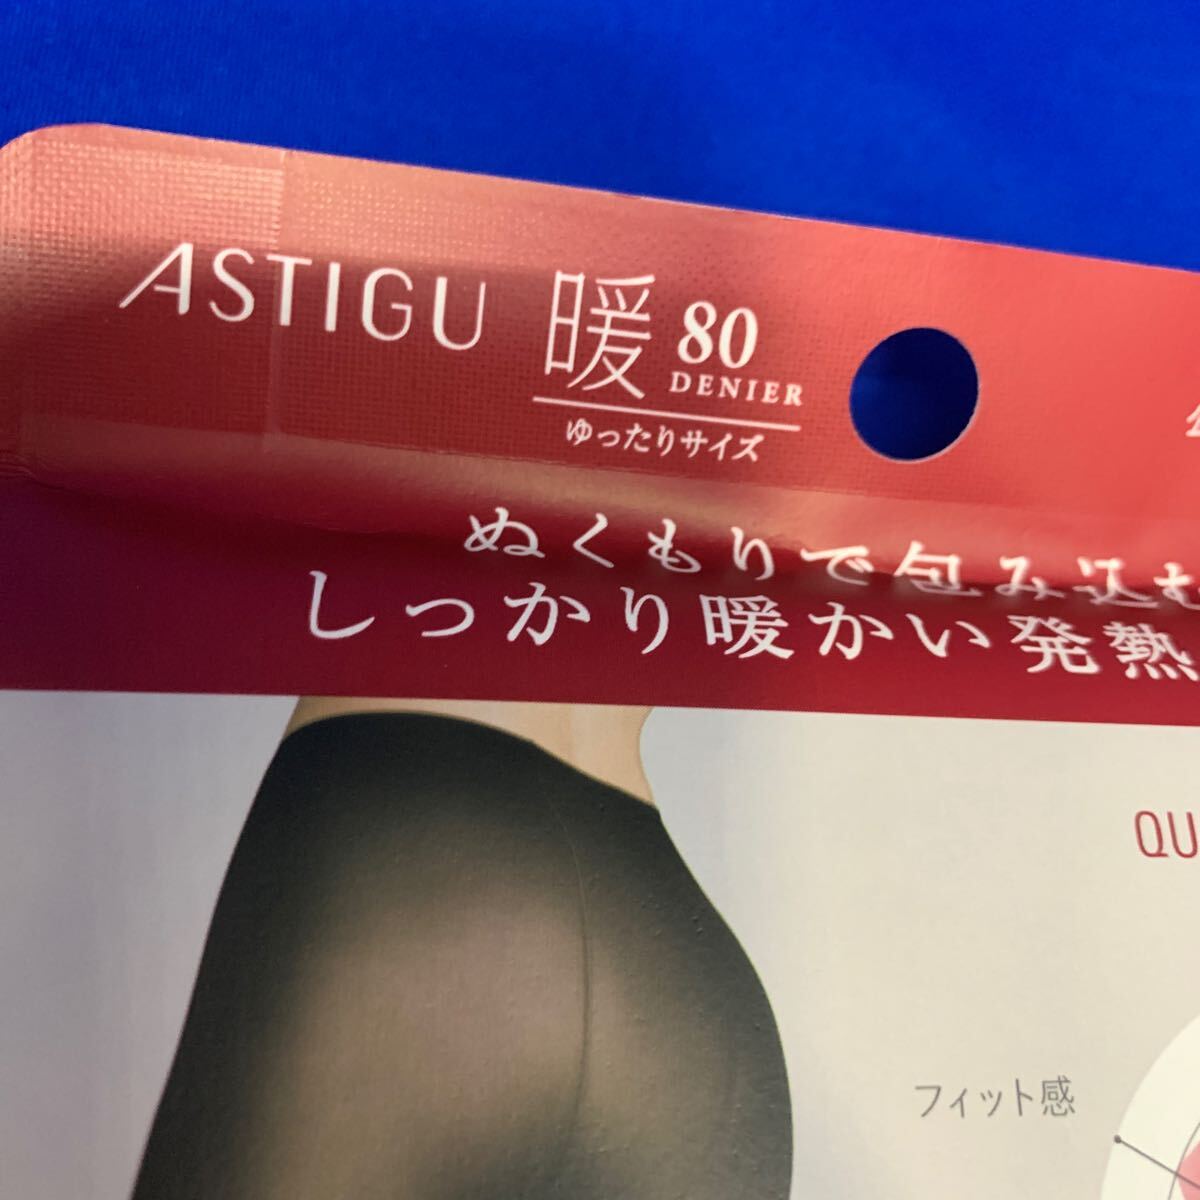 ASTIGU 暖 80
DENIER
ゆったりサイズ
ぬくもりで包み込む
しっかり暖かい発熱
QU
フィット感